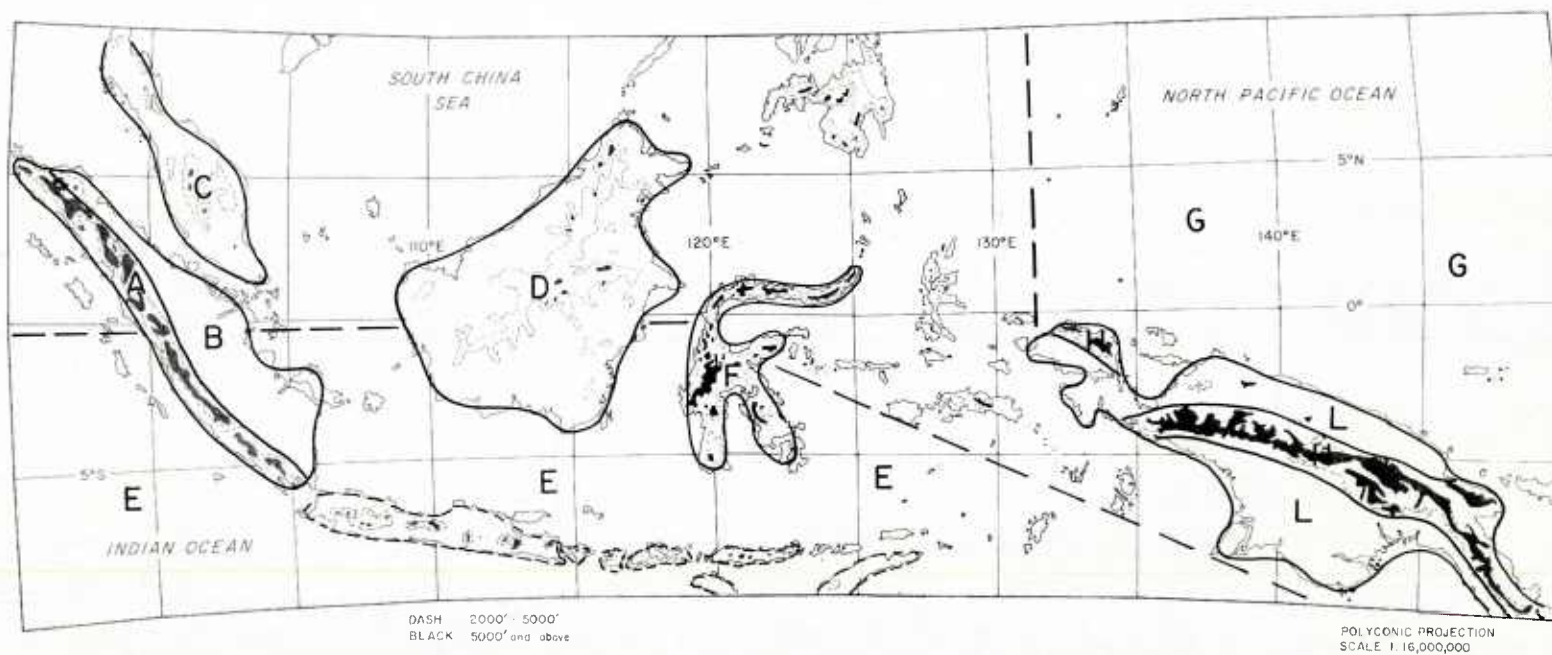 SOUTH CHINA
SEA
NORTH PACIFIC OCEAN
5°N
C
G
110°E
120°E
130°E
140°E
G
A
D
0°
B
H
F
L
5°S
E
E
E
H
L
INDIAN OCEAN
DASH 2000' - 5000'
BLACK 5000' and above
POLYCONIC PROJECTION
SCALE 1:16,000,000